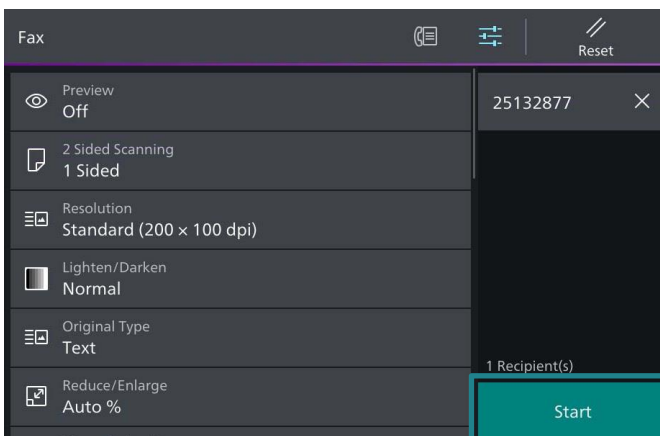 Fax
Reset
Preview
Off
2 Sided Scanning
1 Sided
Resolution
Standard (200 × 100 dpi)
Lighten/Darken
Normal
Original Type
Text
Reduce/Enlarge
Auto %
25132877
1 Recipient(s)
Start